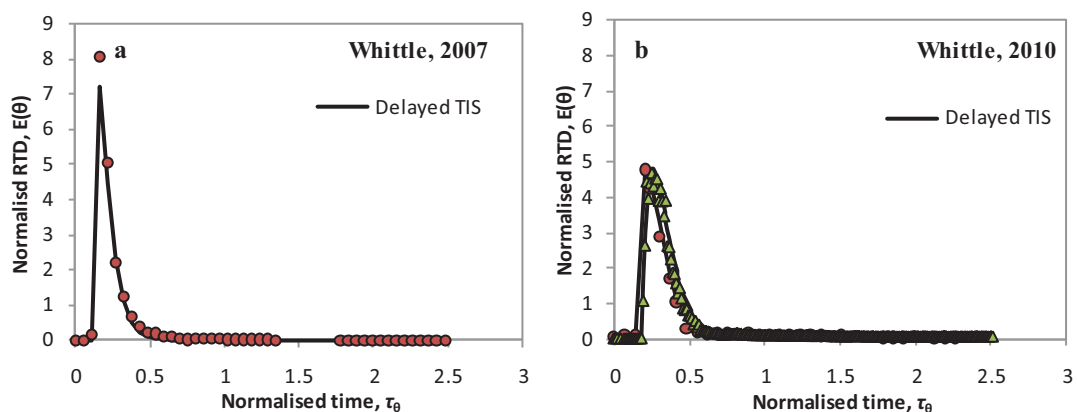 a
Whittle, 2007
Delayed TIS
Normalisd RTD, E(θ)
9
8
7
6
5
4
3
2
1
0
0 0.5 1 1.5 2 2.5 3
Normalised time, τθ
b
Whittle, 2010
Delayed TIS
Normalised RTD, E(θ)
9
8
7
6
5
4
3
2
1
0
0 0.5 1 1.5 2 2.5 3
Normalised time, τθ